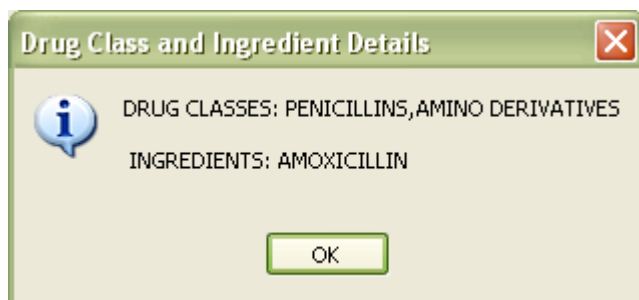 Drug Class and Ingredient Details
DRUG CLASSES: PENICILLINS,AMINO DERIVATIVES
INGREDIENTS: AMOXICILLIN
OK